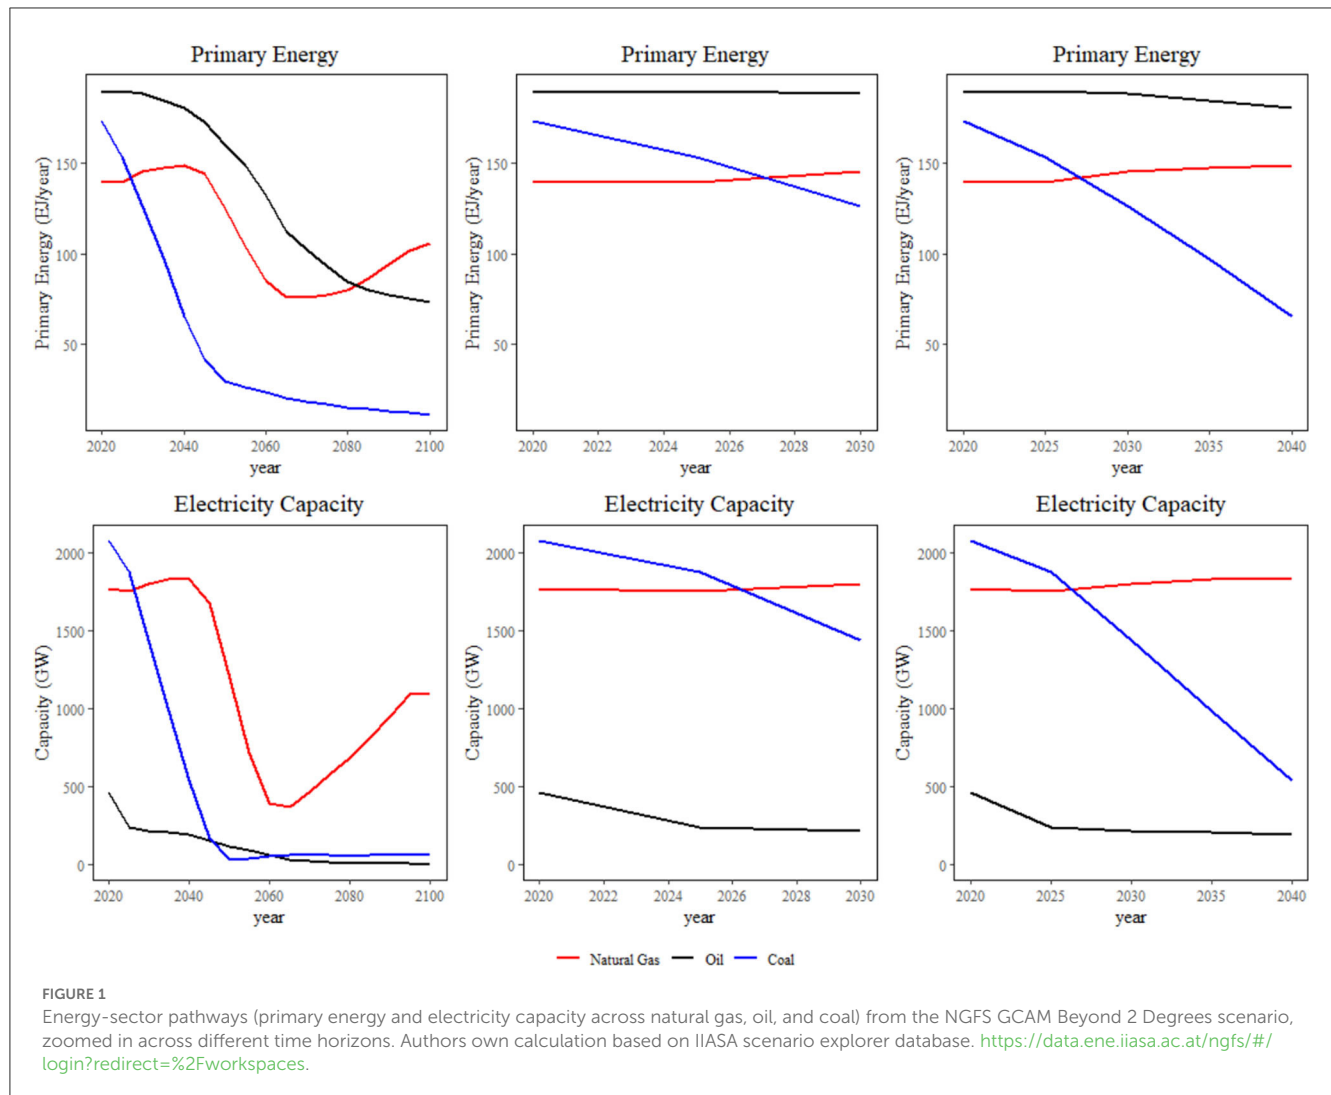 Primary Energy
Primary Energy (EJ/year)
150
100
50
2020 2040 2060 2080 2100
year
Primary Energy
Primary Energy (EJ/year)
150
100
50
2020 2022 2024 2026 2028 2030
year
Primary Energy
Primary Energy (EJ/year)
150
100
50
2020 2025 2030 2035 2040
year
Electricity Capacity
Capacity (GW)
2000
1500
1000
500
0
2020 2040 2060 2080 2100
year
Electricity Capacity
Capacity (GW)
2000
1500
1000
500
0
2020 2022 2024 2026 2028 2030
year
Electricity Capacity
Capacity (GW)
2000
1500
1000
500
0
2020 2025 2030 2035 2040
year
Natural Gas Oil Coal
FIGURE 1
Energy-sector pathways (primary energy and electricity capacity across natural gas, oil, and coal) from the NGFS GCAM Beyond 2 Degrees scenario,
zoomed in across different time horizons. Authors own calculation based on IIASA scenario explorer database. https://data.ene.iiasa.ac.at/ngfs/#/
login?redirect=%2Fworkspaces.